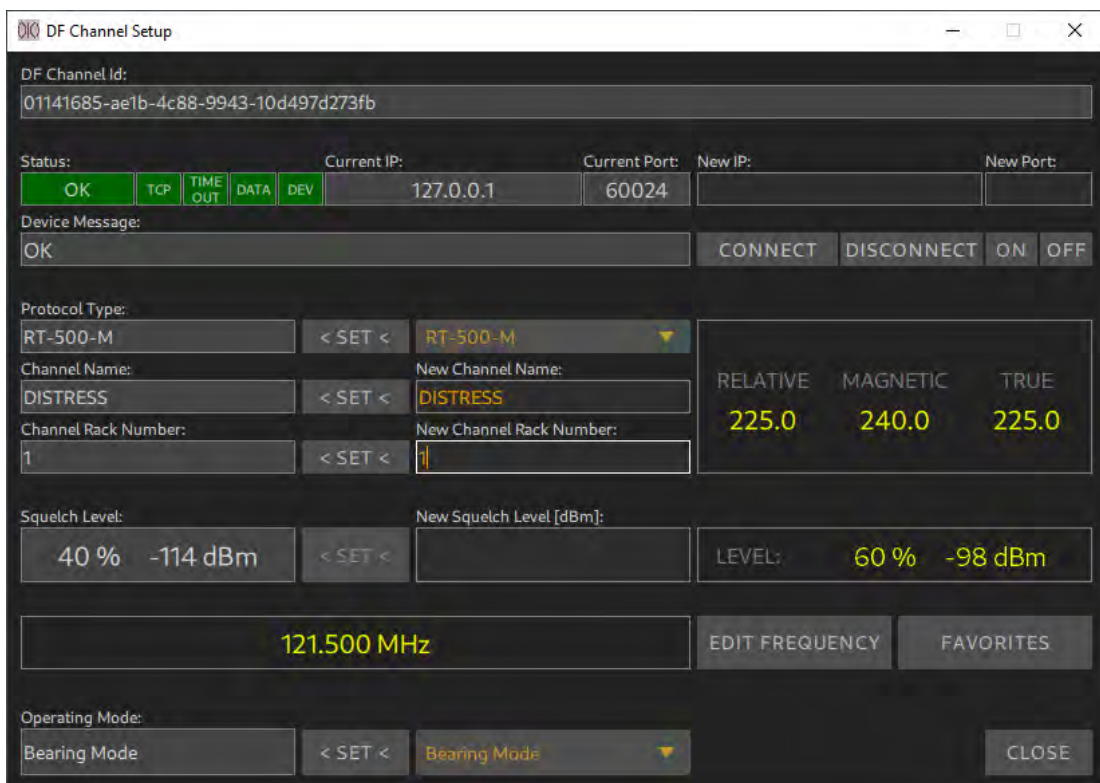 DF Channel Setup
DF Channel Id:
01141685-ae1b-4c88-9943-10d497d273fb
Status: Current IP: Current Port: New IP: New Port:
OK TCP TIME OUT DATA DEV 127.0.0.1 60024
Device Message:
OK CONNECT DISCONNECT ON OFF
Protocol Type:
RT-500-M < SET < RT-500-M
Channel Name: New Channel Name:
DISTRESS < SET < DISTRESS
RELATIVE MAGNETIC TRUE
225.0 240.0 225.0
Channel Rack Number: New Channel Rack Number:
1 < SET < 1
Squelch Level: New Squelch Level [dBm]:
40 % -114 dBm < SET < LEVEL: 60 % -98 dBm
121.500 MHz EDIT FREQUENCY FAVORITES
Operating Mode:
Bearing Mode < SET < Bearing Mode CLOSE